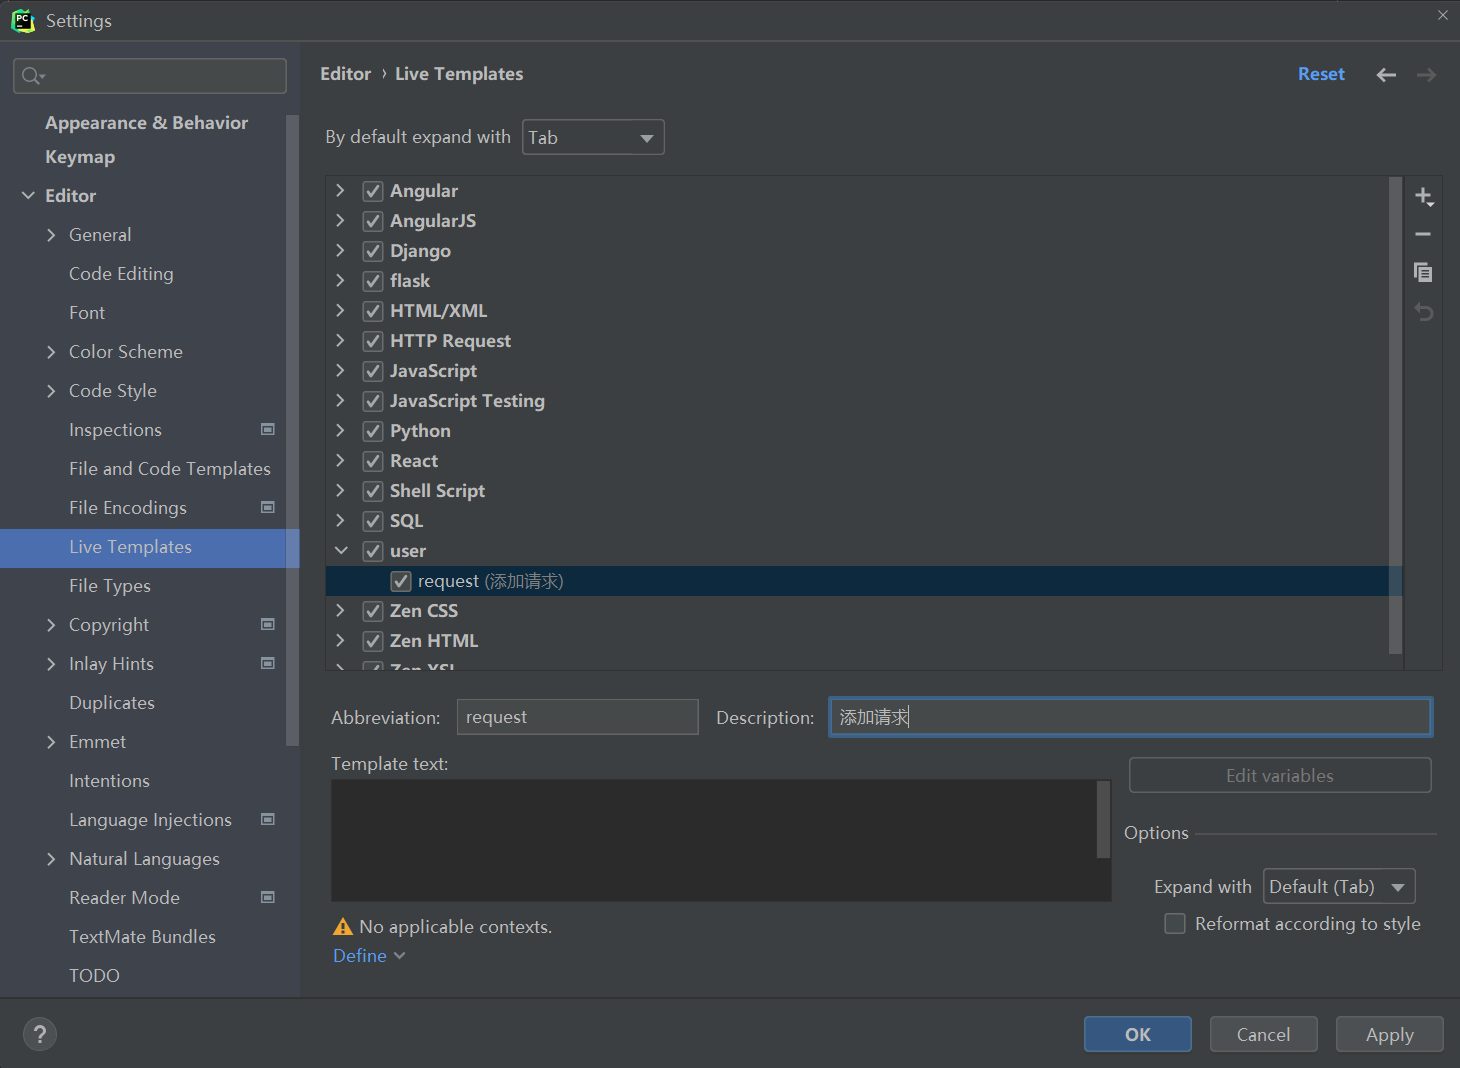 PC
Settings
Editor › Live Templates
Reset
By default expand with
Tab
Appearance & Behavior
Keymap
Editor
General
Code Editing
Font
Color Scheme
Code Style
Inspections
File and Code Templates
File Encodings
Live Templates
File Types
Copyright
Inlay Hints
Duplicates
Emmet
Intentions
Language Injections
Natural Languages
Reader Mode
TextMate Bundles
TODO
Angular
AngularJS
Django
flask
HTML/XML
HTTP Request
JavaScript
JavaScript Testing
Python
React
Shell Script
SQL
user
request (添加请求)
Zen CSS
Zen HTML
Zen XSL
Abbreviation: request
Description: 添加请求
Template text:
Edit variables
Options
Expand with Default (Tab)
Reformat according to style
No applicable contexts.
Define
?
OK
Cancel
Apply